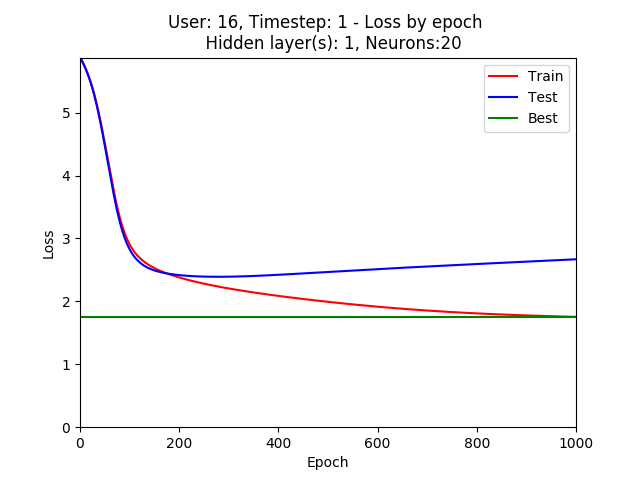 User: 16, Timestep: 1 - Loss by epoch
Hidden layer(s): 1, Neurons:20
Train
Test
Best
5
4
3
2
1
0
Loss
0 200 400 600 800 1000
Epoch